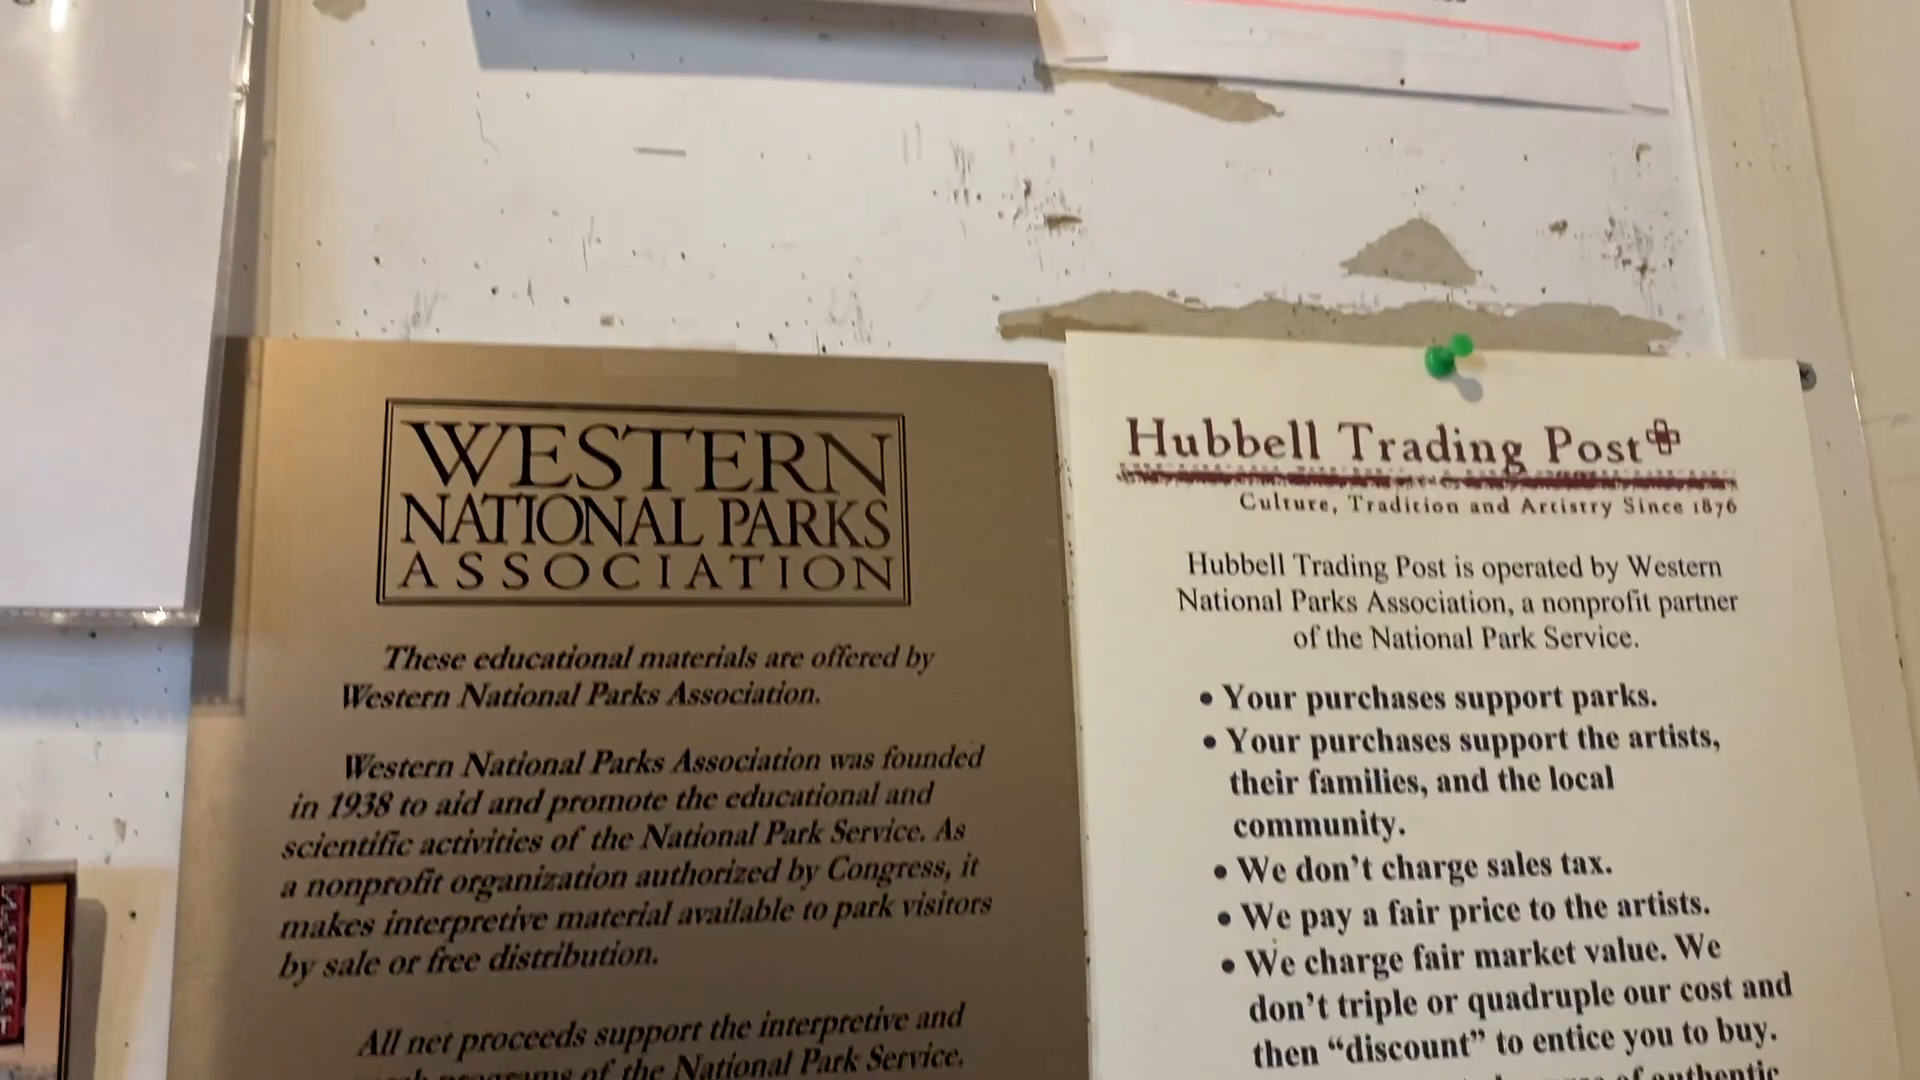 WESTERN
NATIONAL PARKS
ASSOCIATION
These educational materials are offered by
Western National Parks Association.
Western National Parks Association was founded
in 1938 to aid and promote the educational and
scientific activities of the National Park Service. As
a nonprofit organization authorized by Congress, it
makes interpretive material available to park visitors
by sale or free distribution.
All net proceeds support the interpretive and
programs of the National Park Service.
Hubbell Trading Post
Culture, Tradition and Artistry Since 1876
Hubbell Trading Post is operated by Western
National Parks Association, a nonprofit partner
of the National Park Service.
• Your purchases support parks.
• Your purchases support the artists,
their families, and the local
community.
• We don't charge sales tax.
• We pay a fair price to the artists.
• We charge fair market value. We
don't triple or quadruple our cost and
then "discount" to entice you to buy.
of authentic